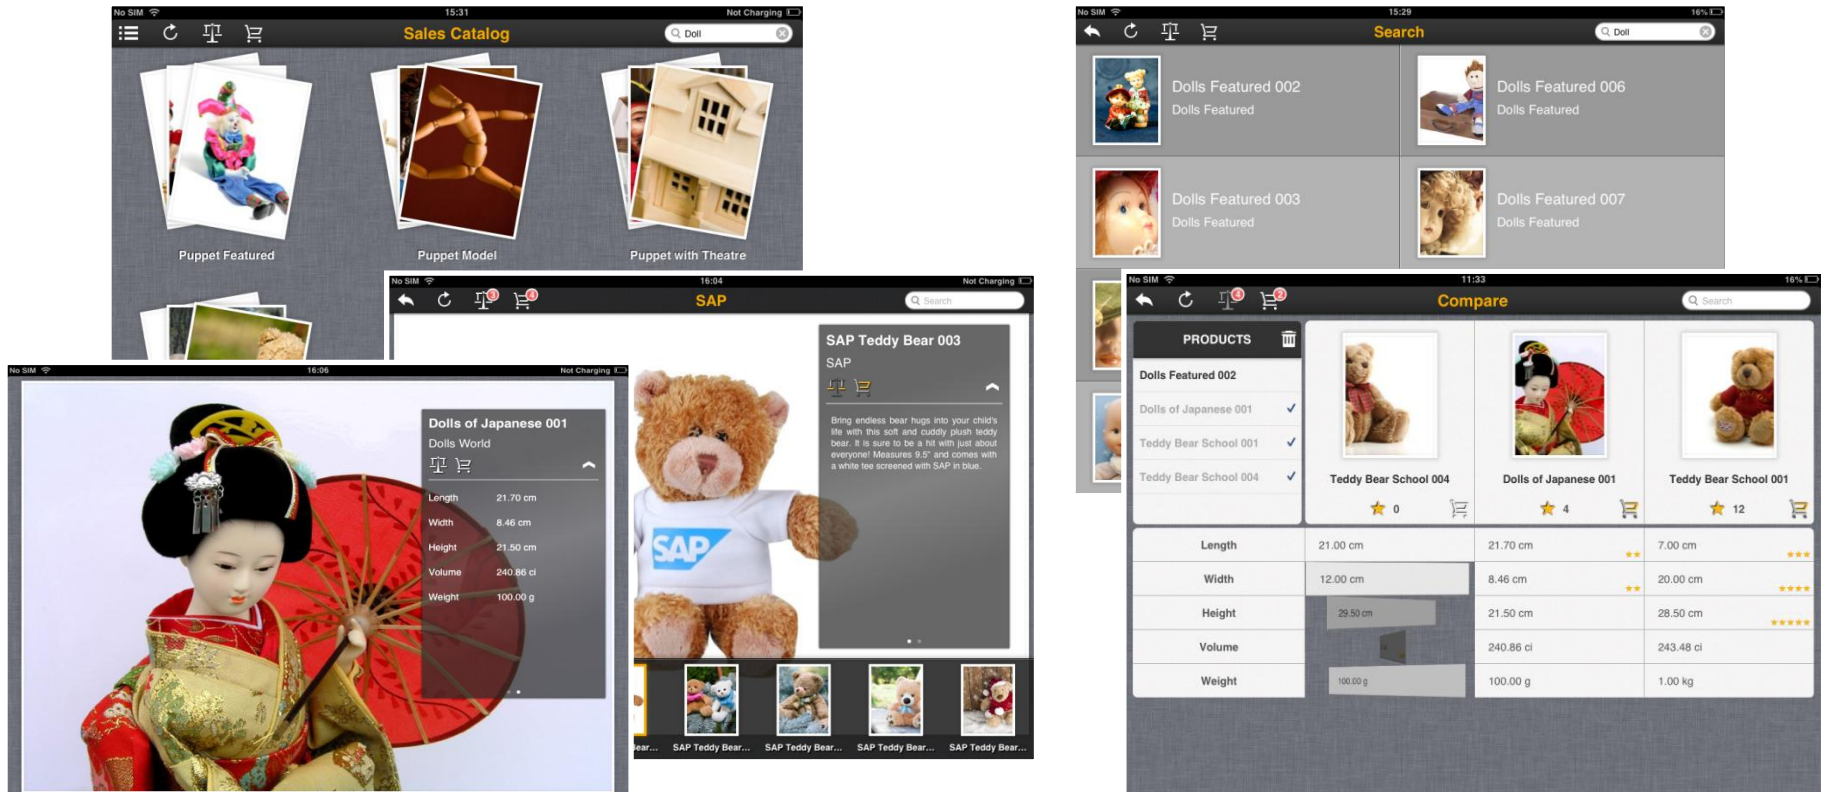 No SIM 15:31 Not Charging
Sales Catalog Doll
Puppet Featured Puppet Model Puppet with Theatre
No SIM 16:04 Not Charging
3 4 SAP Search
SAP Teddy Bear 003
SAP
Bring endless bear hugs into your child's
life with this soft and cuddly plush teddy
bear. It is sure to be a hit with just about
everyone! Measures 9.5" and comes with
a white tee screened with SAP in blue.
SAP
Bear... SAP Teddy Bear... SAP Teddy Bear... SAP Teddy Bear... SAP Teddy Bear...
No SIM 16:06 Not Charging
Dolls of Japanese 001
Dolls World
Length 21.70 cm
Width 8.46 cm
Height 21.50 cm
Volume 240.86 ci
Weight 100.00 g
No SIM 15:29 16%
Search Doll
Dolls Featured 002
Dolls Featured
Dolls Featured 006
Dolls Featured
Dolls Featured 003
Dolls Featured
Dolls Featured 007
Dolls Featured
No SIM 11:33 16%
4 2 Compare Search
PRODUCTS
Dolls Featured 002
Dolls of Japanese 001
Teddy Bear School 001
Teddy Bear School 004
Teddy Bear School 004 Dolls of Japanese 001 Teddy Bear School 001
0 4 12
Length 21.00 cm 21.70 cm 7.00 cm
Width 12.00 cm 8.46 cm 20.00 cm
Height 29.50 cm 21.50 cm 28.50 cm
Volume 240.86 ci 243.48 ci
Weight 100.00 g 100.00 g 1.00 kg